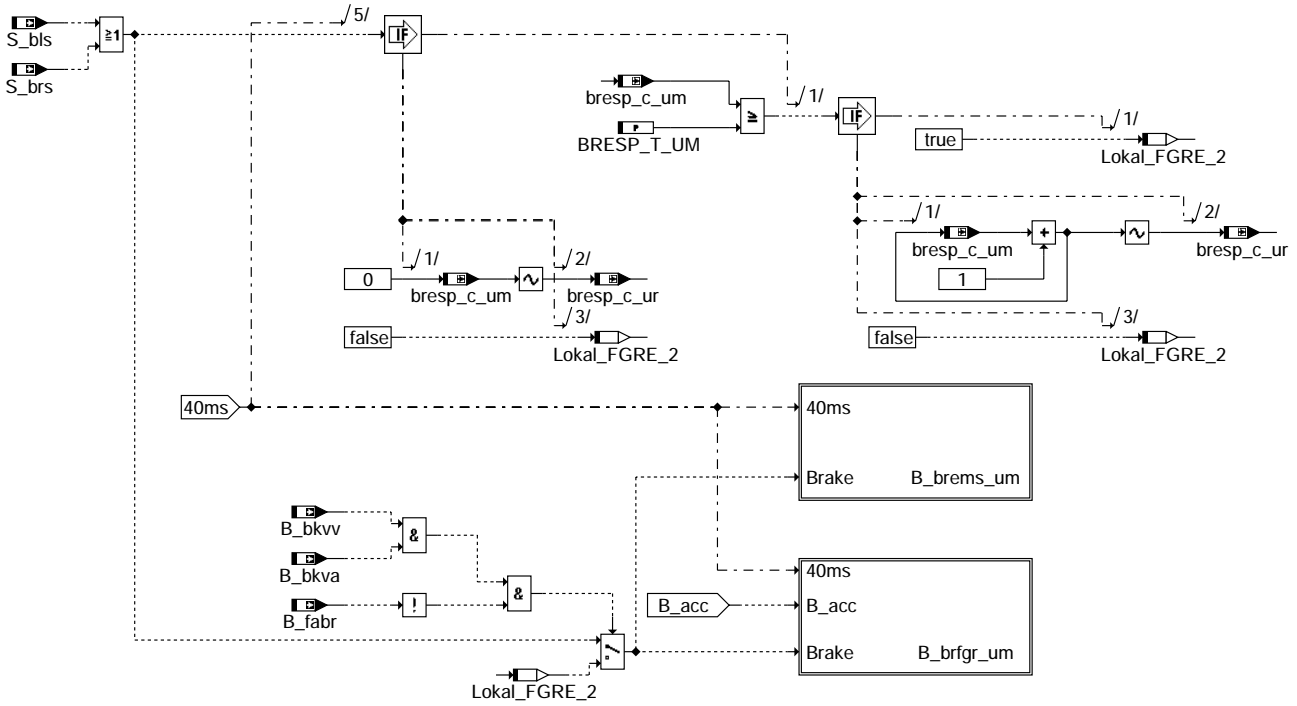 S_bls
S_brs
≥1
/5/
IF
bresp_c_um
BRESP_T_UM
P
≥
/1/
IF
/1/
true
Lokal_FGRE_2
/1/
0
bresp_c_um
/2/
bresp_c_ur
/3/
false
Lokal_FGRE_2
/1/
bresp_c_um
+
1
/2/
bresp_c_ur
/3/
false
Lokal_FGRE_2
40ms
40ms
Brake
B_brems_um
B_bkvv
B_bkva
&
B_fabr
!
&
Lokal_FGRE_2
B_acc
40ms
B_acc
Brake
B_brfgr_um